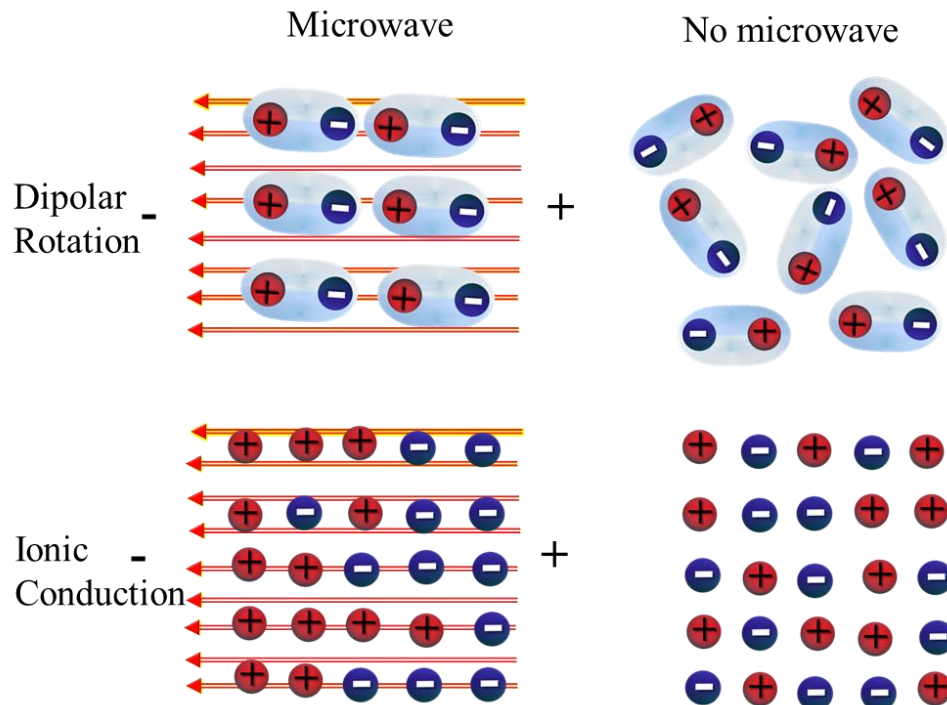 Microwave
No microwave
Dipolar
Rotation
-
+
Ionic
Conduction
-
+